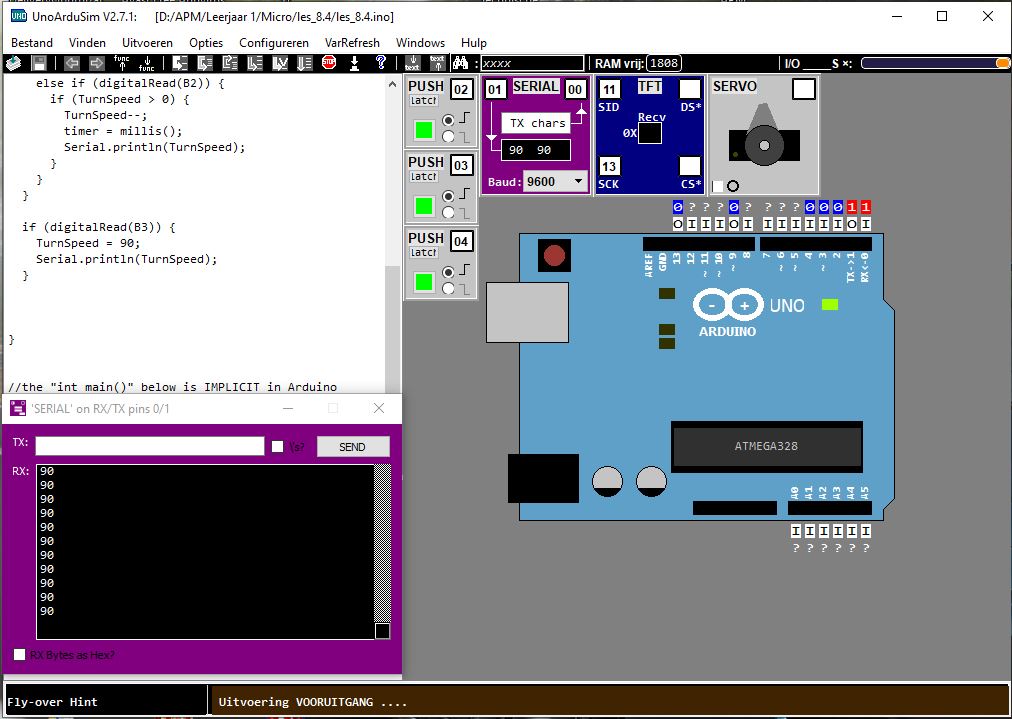 UNO UnoArduSim V2.7.1: [D:/APM/Leerjaar 1/Micro/les_8.4/les_8.4.ino]
Bestand Vinden Uitvoeren Opties Configureren VarRefresh Windows Help
func func STOP ? text text : xxxx RAM vrij: 1808 I/O ____S ×:
else if (digitalRead(B2)) {
if (TurnSpeed > 0) {
TurnSpeed--;
timer = millis();
Serial.println(TurnSpeed);
}
}
}
if (digitalRead(B3)) {
TurnSpeed = 90;
Serial.println(TurnSpeed);
}
}
//the "int main()" below is IMPLICIT in Arduino
PUSH 02
latch
PUSH 03
latch
PUSH 04
latch
01 SERIAL 00
TX chars
90 90
Baud: 9600
11 TFT
SID DS*
Recv
0X
13
SCK CS*
SERVO
0 ? ? ? 0 ? ? ? ? 0 0 0 1 1
O I I I O I I I I I I I O I
AREF GND 13 12 ~11 ~10 ~9 8 7 ~6 ~5 4 ~3 2 TX->1 RX<-0
- + UNO
ARDUINO
ATMEGA328
A0 A1 A2 A3 A4 A5
I I I I I I
? ? ? ? ? ?
'SERIAL' on RX/TX pins 0/1
TX: \s? SEND
RX: 90
90
90
90
90
90
90
90
90
90
90
RX Bytes as Hex?
Fly-over Hint
Uitvoering VOORUITGANG ....